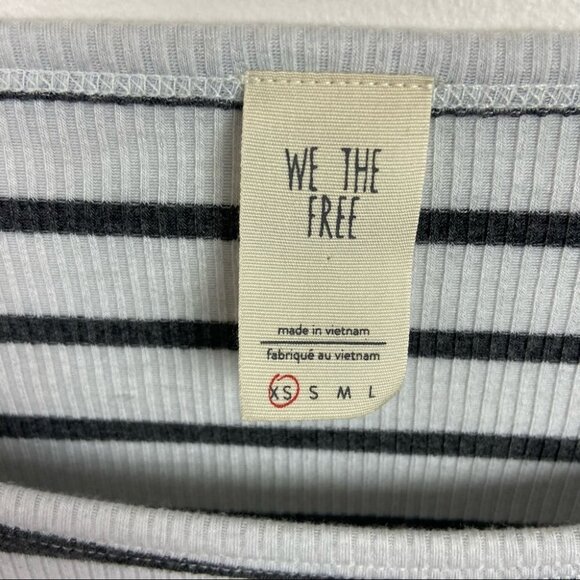 WE THE
FREE
made in vietnam
fabriqué au vietnam
XS S M L